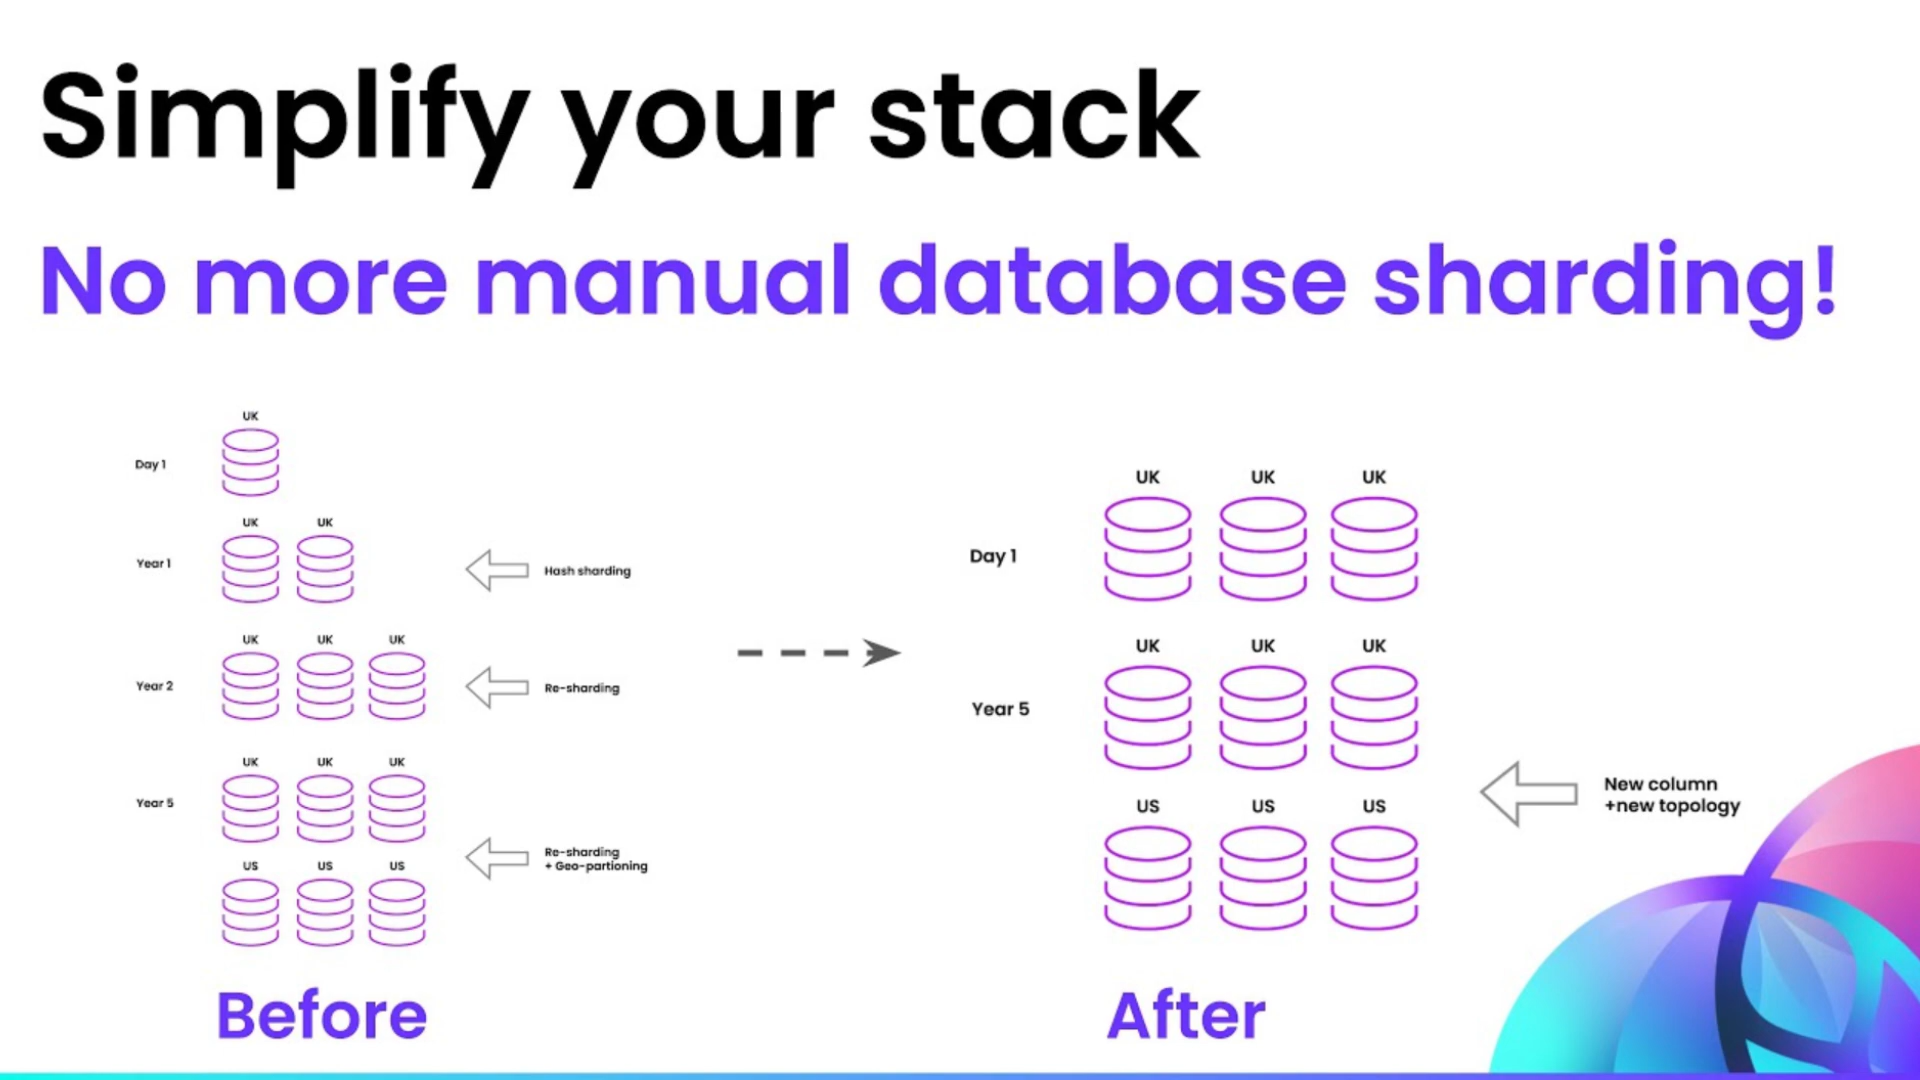 Simplify your stack
No more manual database sharding!
UK
Day 1
UK UK
Year 1
Hash sharding
UK UK UK
Year 2
Re-sharding
UK UK UK
Year 5
US US US
Re-sharding
+ Geo-partioning
Before
UK UK UK
Day 1
UK UK UK
Year 5
US US US
New column
+new topology
After